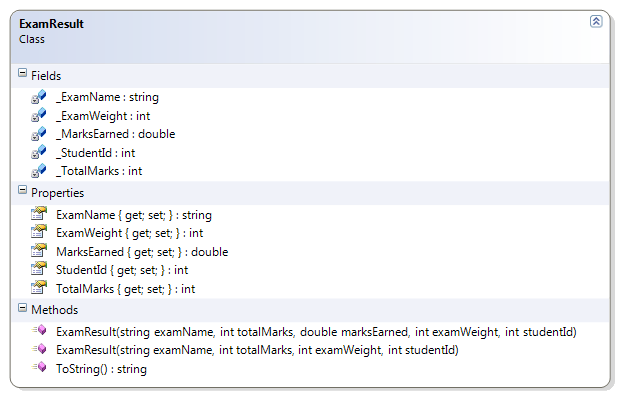 ExamResult
Class
Fields
_ExamName : string
_ExamWeight : int
_MarksEarned : double
_StudentId : int
_TotalMarks : int
Properties
ExamName { get; set; } : string
ExamWeight { get; set; } : int
MarksEarned { get; set; } : double
StudentId { get; set; } : int
TotalMarks { get; set; } : int
Methods
ExamResult(string examName, int totalMarks, double marksEarned, int examWeight, int studentId)
ExamResult(string examName, int totalMarks, int examWeight, int studentId)
ToString() : string